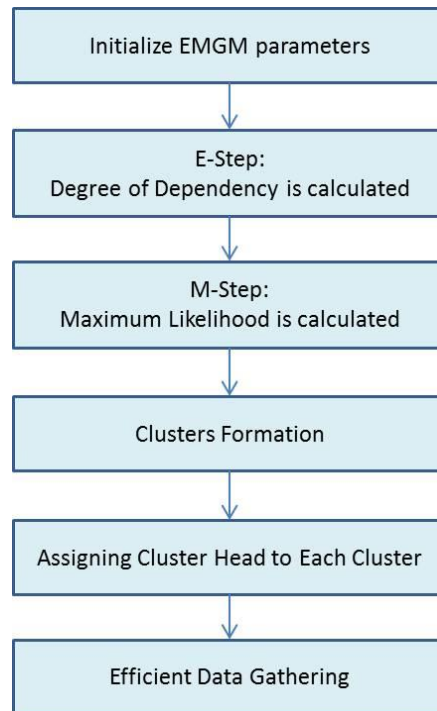 Initialize EMGM parameters
E-Step:
Degree of Dependency is calculated
M-Step:
Maximum Likelihood is calculated
Clusters Formation
Assigning Cluster Head to Each Cluster
Efficient Data Gathering